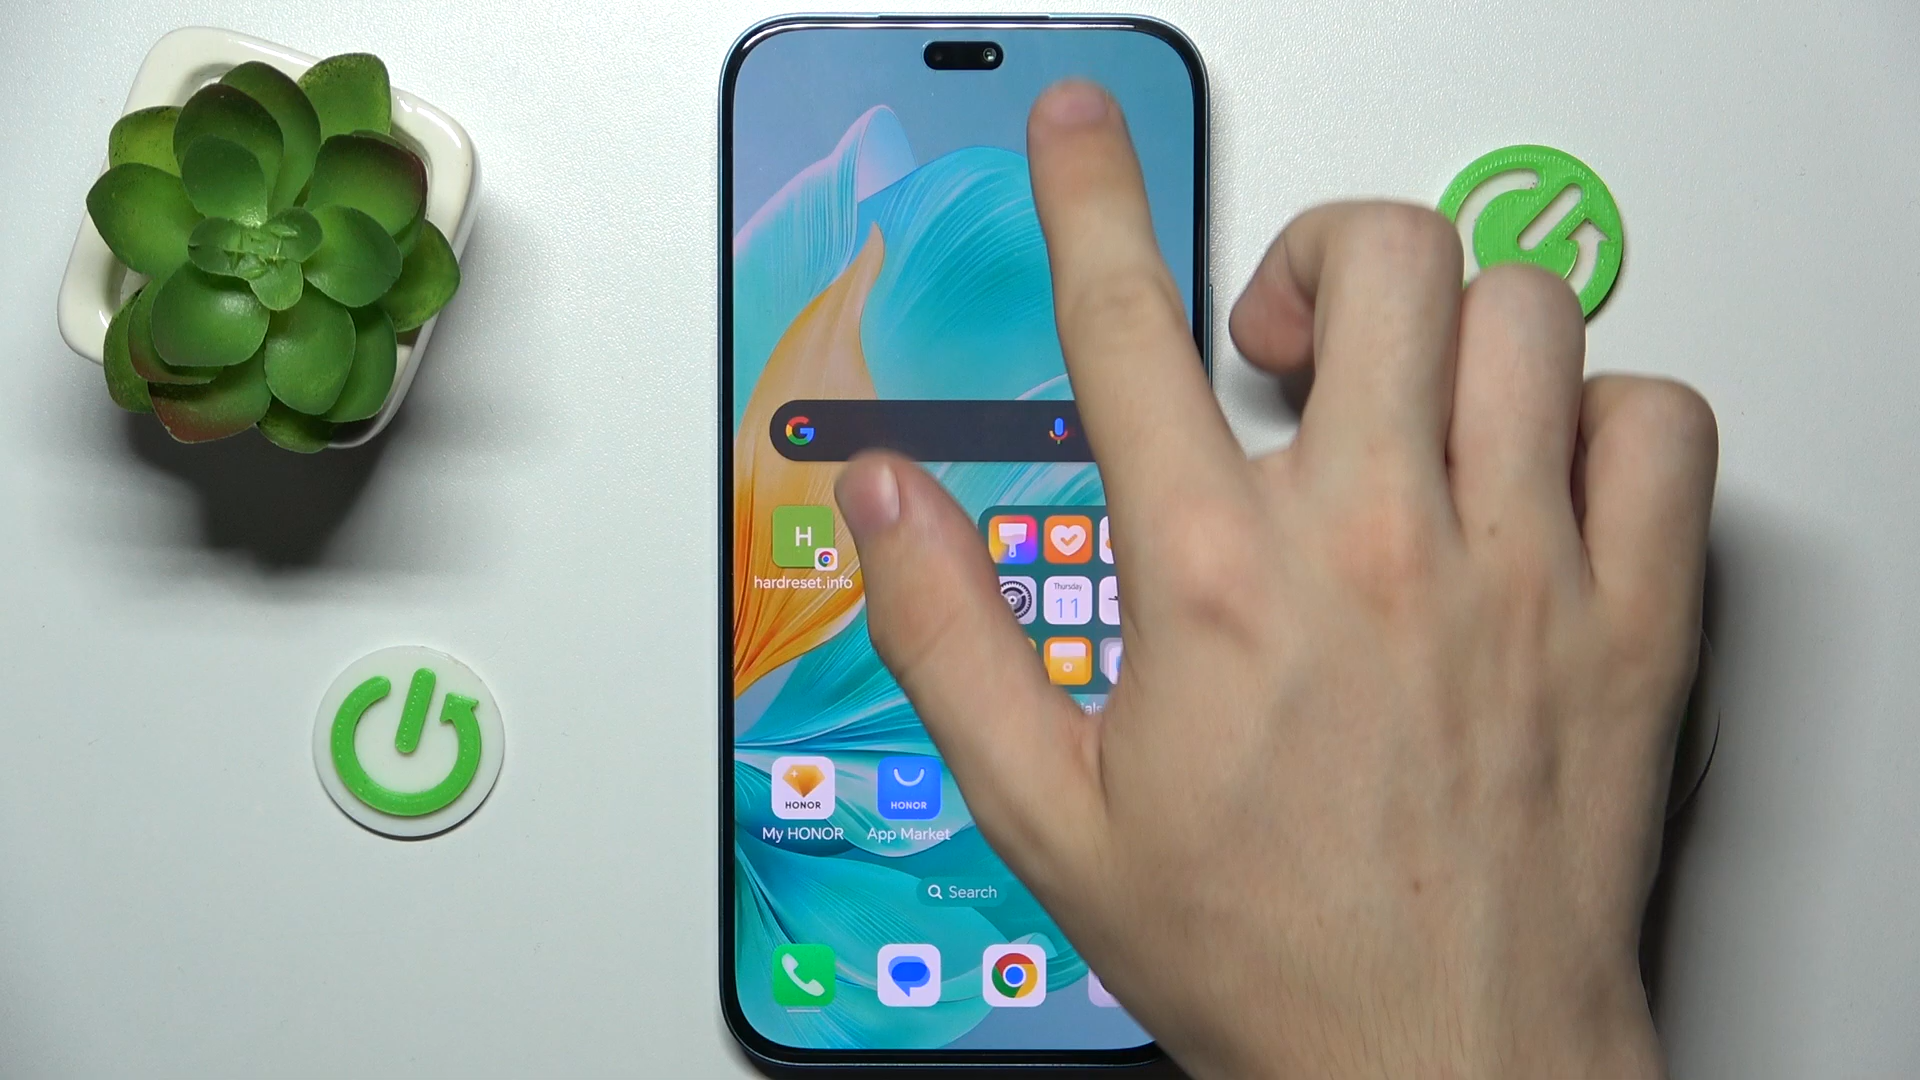 H
hardreset.info
Thursday
11
HONOR
My HONOR
HONOR
App Market
Search